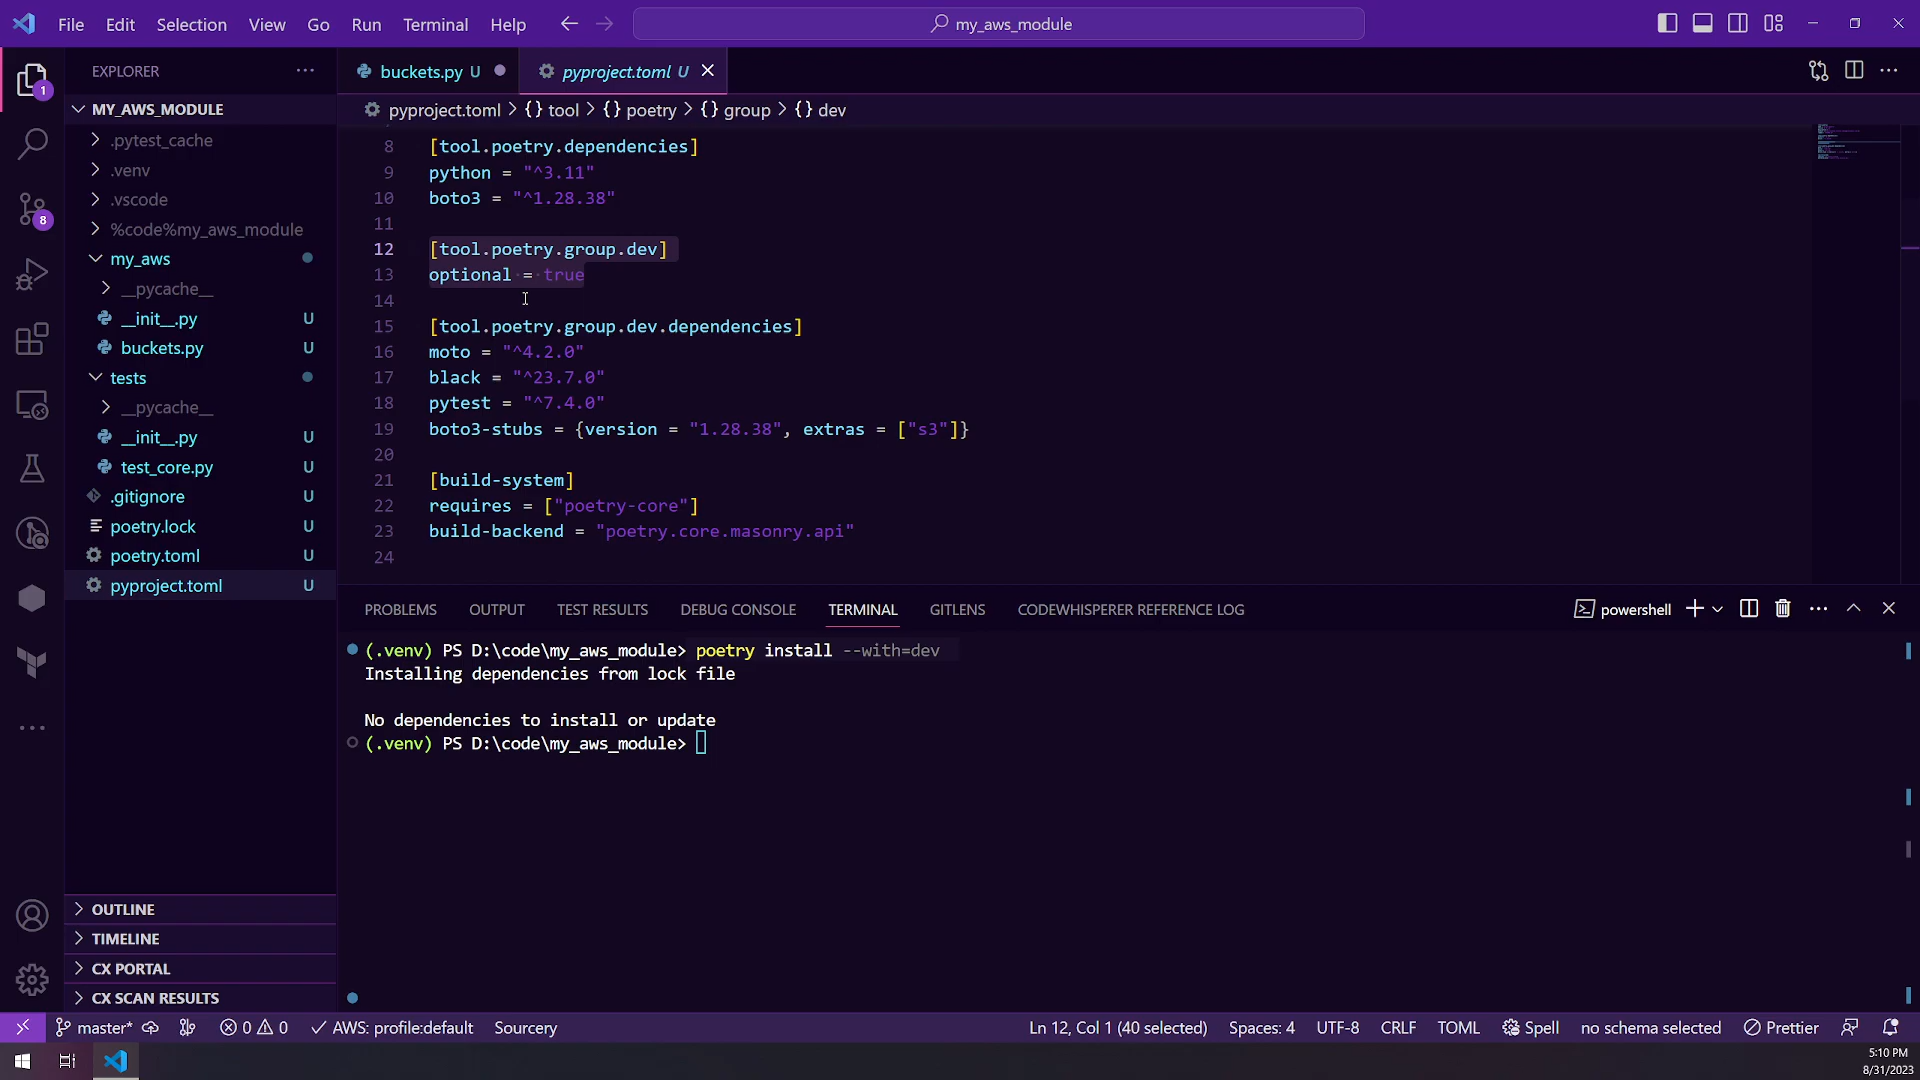 File Edit Selection View Go Run Terminal Help my_aws_module
EXPLORER
buckets.py U
pyproject.toml U
MY_AWS_MODULE
pyproject.toml > {} tool > {} poetry > {} group > {} dev
.pytest_cache
.venv
.vscode
%code%my_aws_module
my_aws
__pycache__
__init__.py U
buckets.py U
tests
__pycache__
__init__.py U
test_core.py U
.gitignore U
poetry.lock U
poetry.toml U
pyproject.toml U
1
8
8 [tool.poetry.dependencies]
9 python = "^3.11"
10 boto3 = "^1.28.38"
11
12 [tool.poetry.group.dev]
13 optional = true
14
15 [tool.poetry.group.dev.dependencies]
16 moto = "^4.2.0"
17 black = "^23.7.0"
18 pytest = "^7.4.0"
19 boto3-stubs = {version = "1.28.38", extras = ["s3"]}
20
21 [build-system]
22 requires = ["poetry-core"]
23 build-backend = "poetry.core.masonry.api"
24
PROBLEMS OUTPUT TEST RESULTS DEBUG CONSOLE TERMINAL GITLENS CODEWHISPERER REFERENCE LOG powershell
(.venv) PS D:\code\my_aws_module> poetry install --with=dev
Installing dependencies from lock file
No dependencies to install or update
(.venv) PS D:\code\my_aws_module>
OUTLINE
TIMELINE
CX PORTAL
CX SCAN RESULTS
master* 0 0 AWS: profile:default Sourcery Ln 12, Col 1 (40 selected) Spaces: 4 UTF-8 CRLF TOML Spell no schema selected Prettier
5:10 PM
8/31/2023